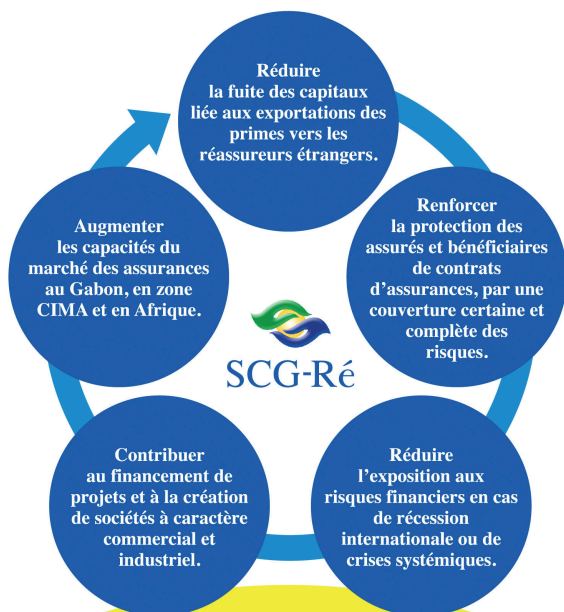 Réduire
la fuite des capitaux
liée aux exportations des
primes vers les
réassureurs étrangers.
Renforcer
la protection des
assurés et bénéficiaires
de contrats
d’assurances, par une
couverture certaine et
complète des
risques.
Réduire
l’exposition aux
risques financiers en cas
de récession
internationale ou de
crises systémiques.
Contribuer
au financement de
projets et à la création
de sociétés à caractère
commercial et
industriel.
Augmenter
les capacités du
marché des assurances
au Gabon, en zone
CIMA et en Afrique.
SCG-Ré